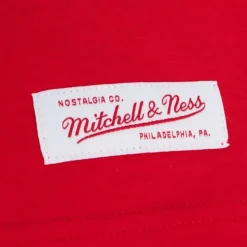 NOSTALGIA CO.
Mitchell & Ness
PHILADELPHIA, PA.